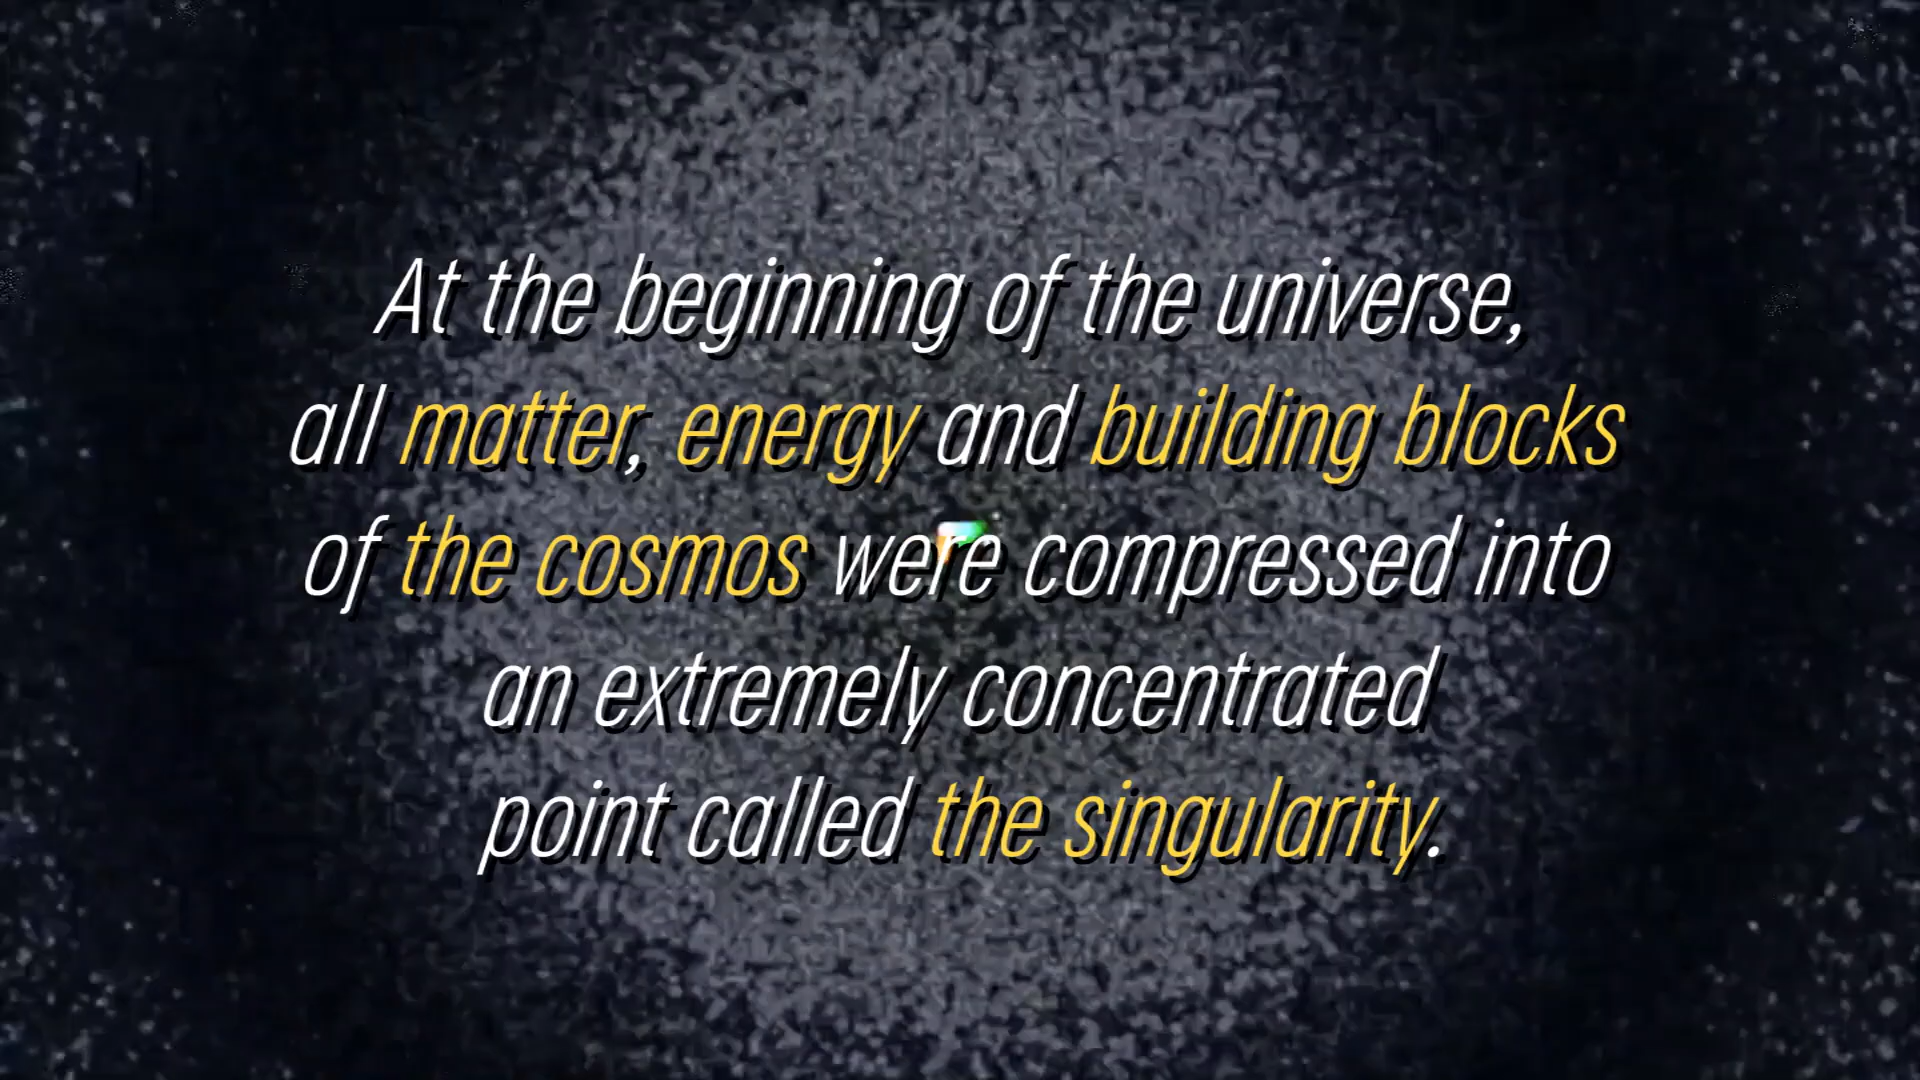 At the beginning of the universe,
all matter, energy and building blocks
of the cosmos were compressed into
an extremely concentrated
point called the singularity.